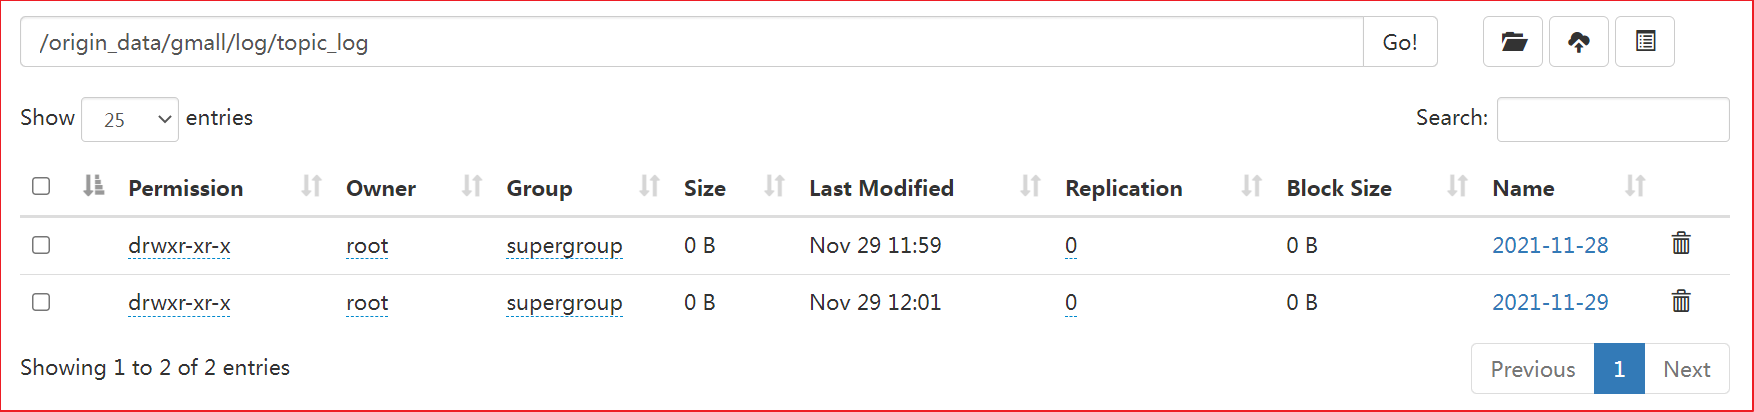 /origin_data/gmall/log/topic_log Go!
Show 25 entries Search:
Permission Owner Group Size Last Modified Replication Block Size Name
drwxr-xr-x root supergroup 0 B Nov 29 11:59 0 0 B 2021-11-28
drwxr-xr-x root supergroup 0 B Nov 29 12:01 0 0 B 2021-11-29
Showing 1 to 2 of 2 entries Previous 1 Next